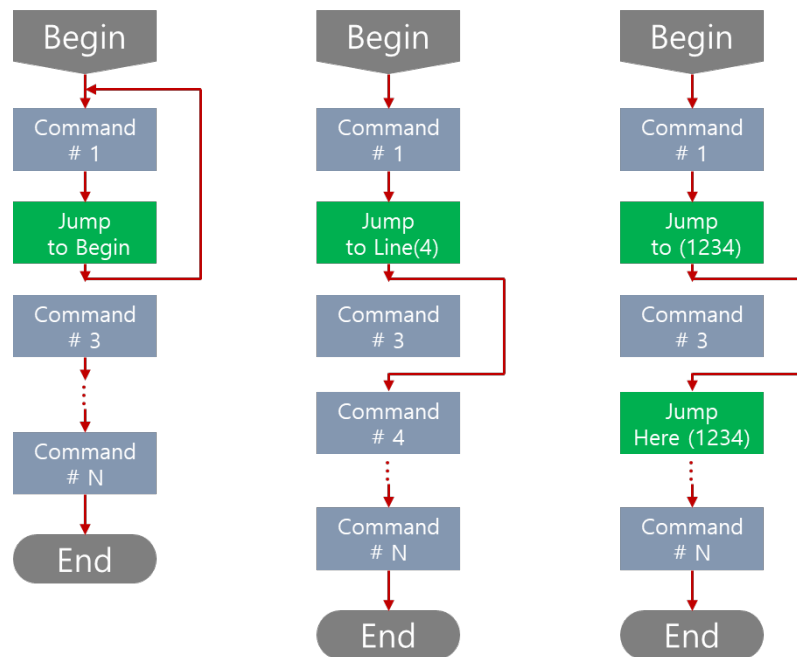 Begin
Command
# 1
Jump
to Begin
Command
# 3
Command
# N
End
Begin
Command
# 1
Jump
to Line(4)
Command
# 3
Command
# 4
Command
# N
End
Begin
Command
# 1
Jump
to (1234)
Command
# 3
Jump
Here (1234)
Command
# N
End